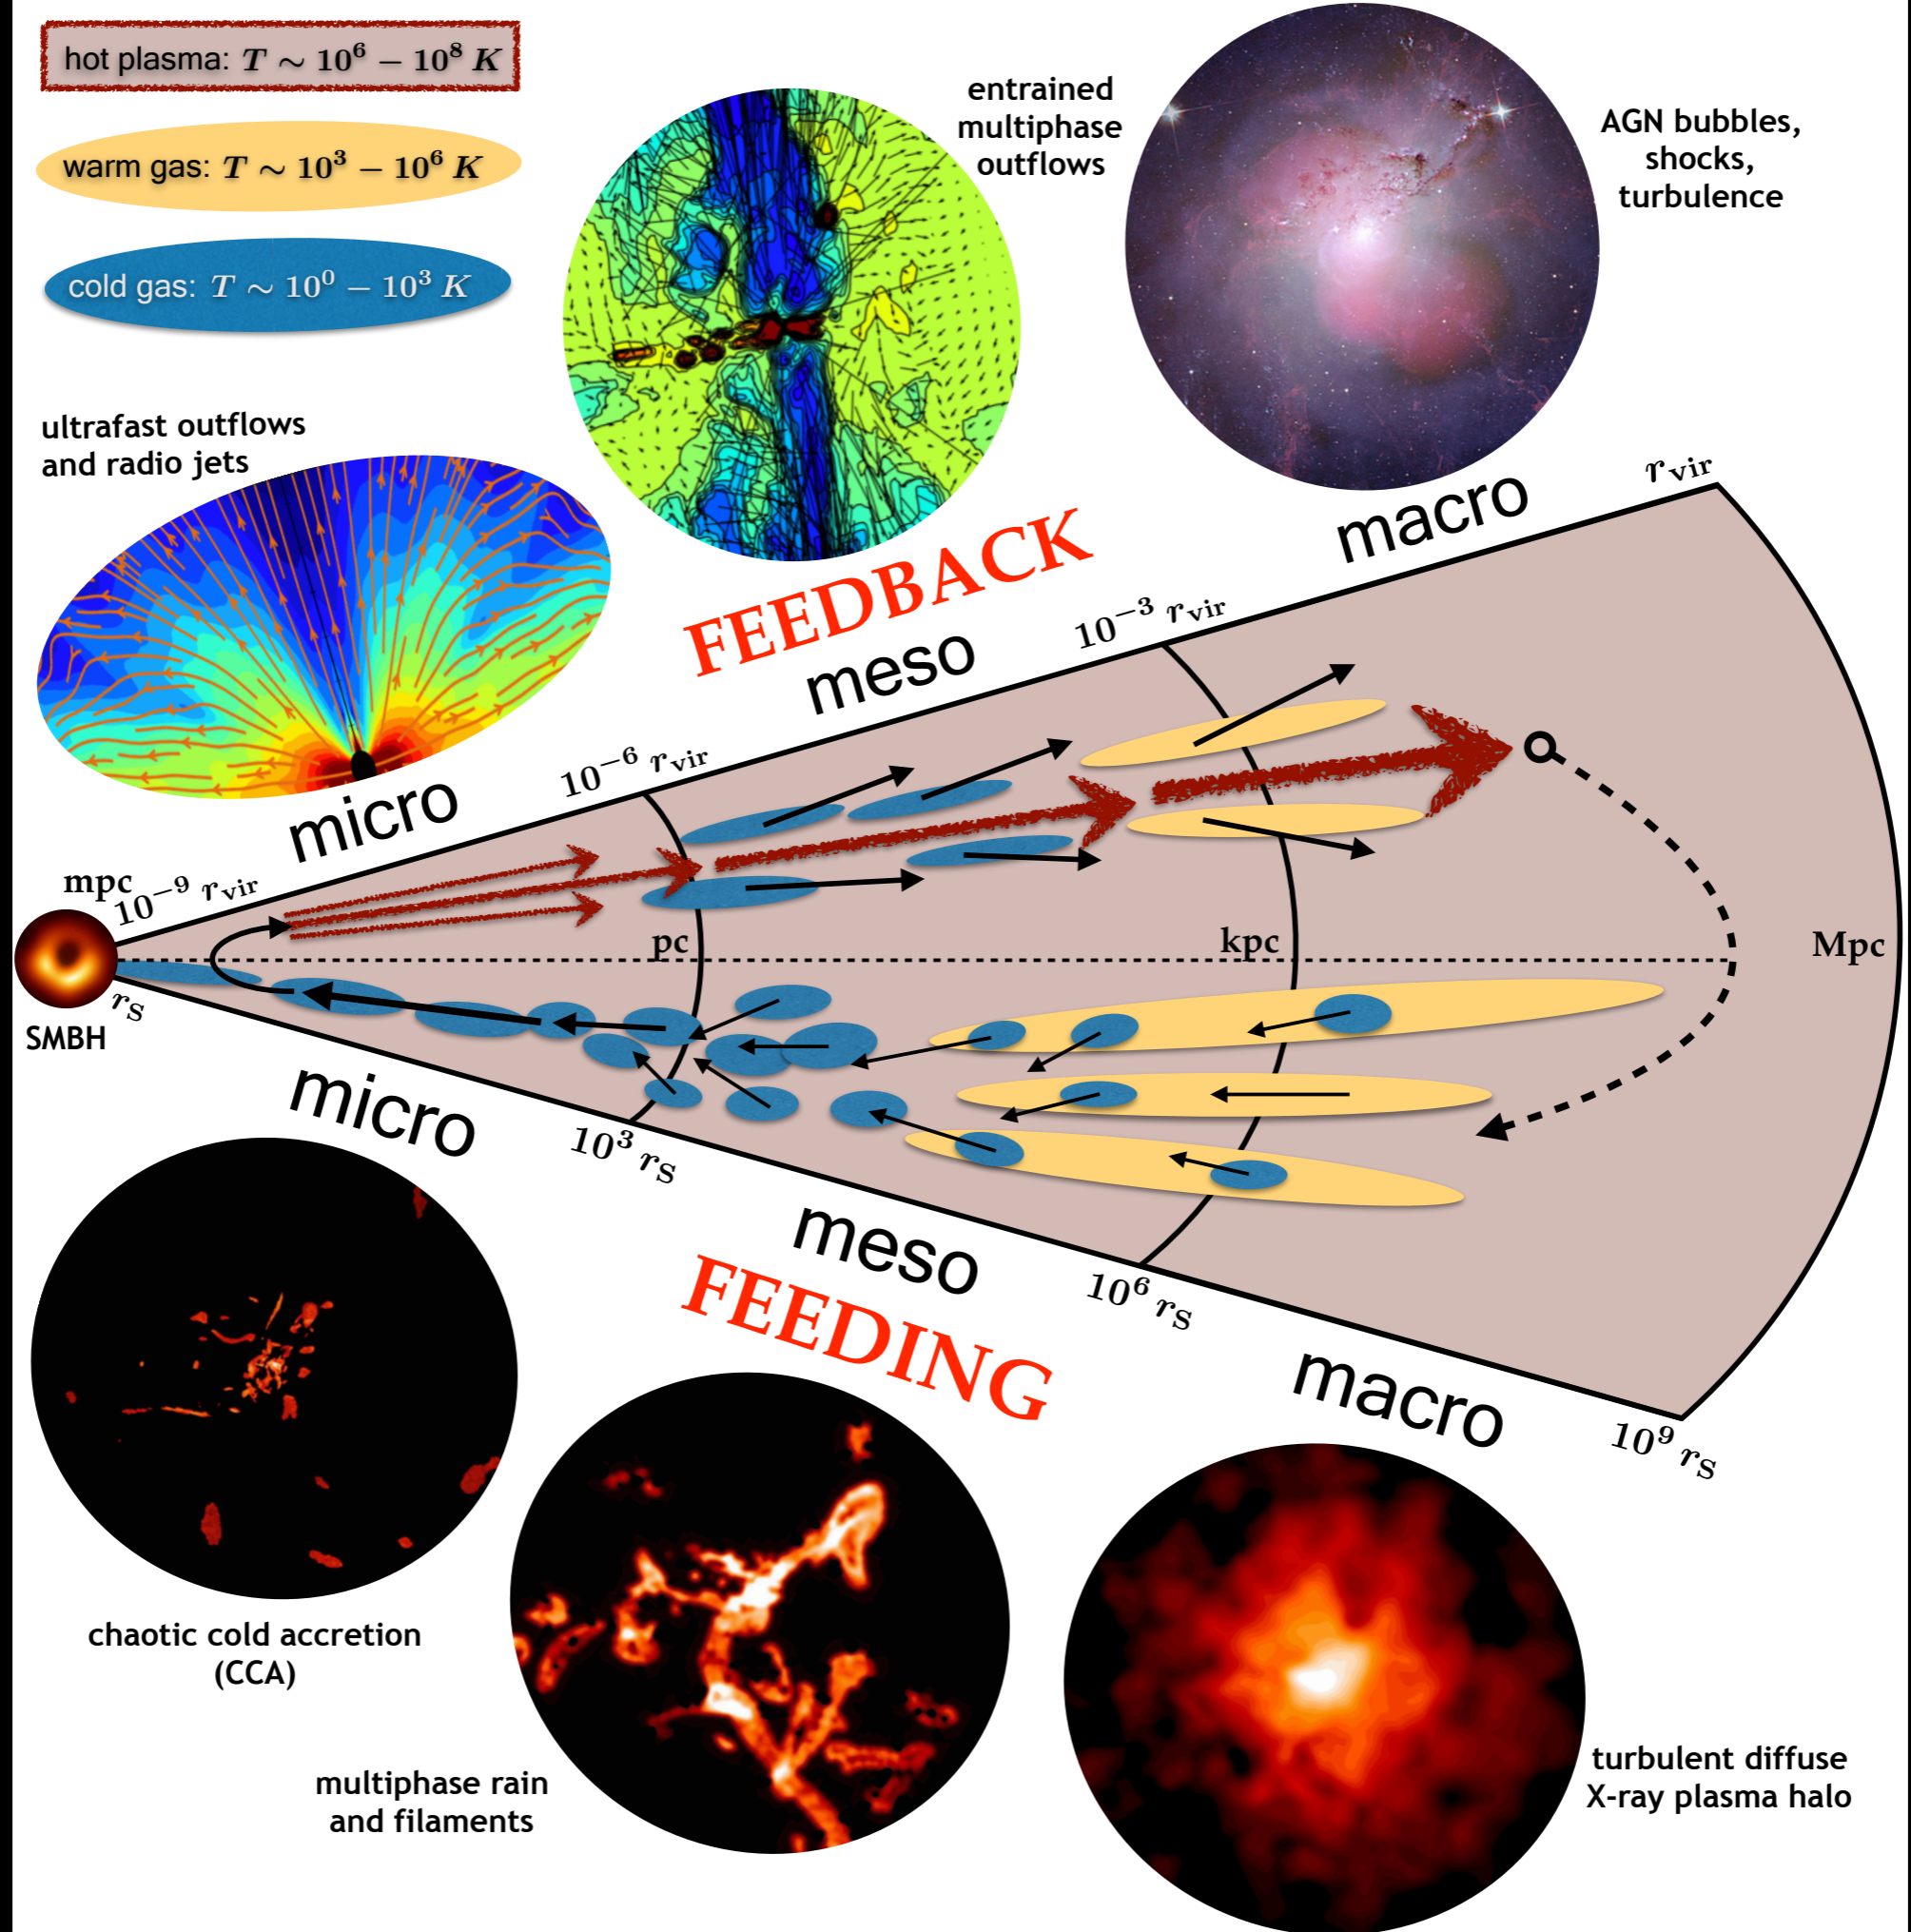 hot plasma: T ∼ 10⁶ − 10⁸ K
warm gas: T ∼ 10³ − 10⁶ K
cold gas: T ∼ 10⁰ − 10³ K
entrained
multiphase
outflows
AGN bubbles,
shocks,
turbulence
ultrafast outflows
and radio jets
FEEDBACK
micro
meso
macro
mpc
10⁻⁹ r_vir
10⁻⁶ r_vir
10⁻³ r_vir
r_vir
pc
kpc
Mpc
SMBH
r_S
10³ r_S
10⁶ r_S
10⁹ r_S
micro
meso
macro
FEEDING
chaotic cold accretion
(CCA)
multiphase rain
and filaments
turbulent diffuse
X-ray plasma halo